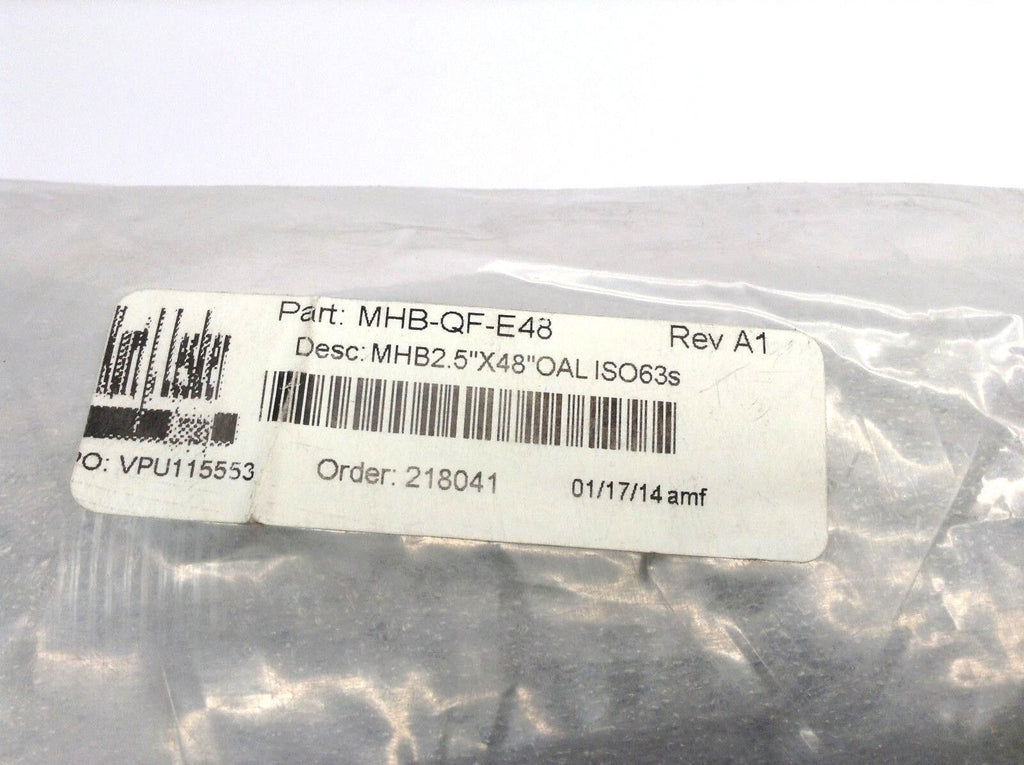 Part: MHB-QF-E48 Rev A1
Desc: MHB2.5"X48"OAL ISO63s
PO: VPU115553
Order: 218041 01/17/14 amf